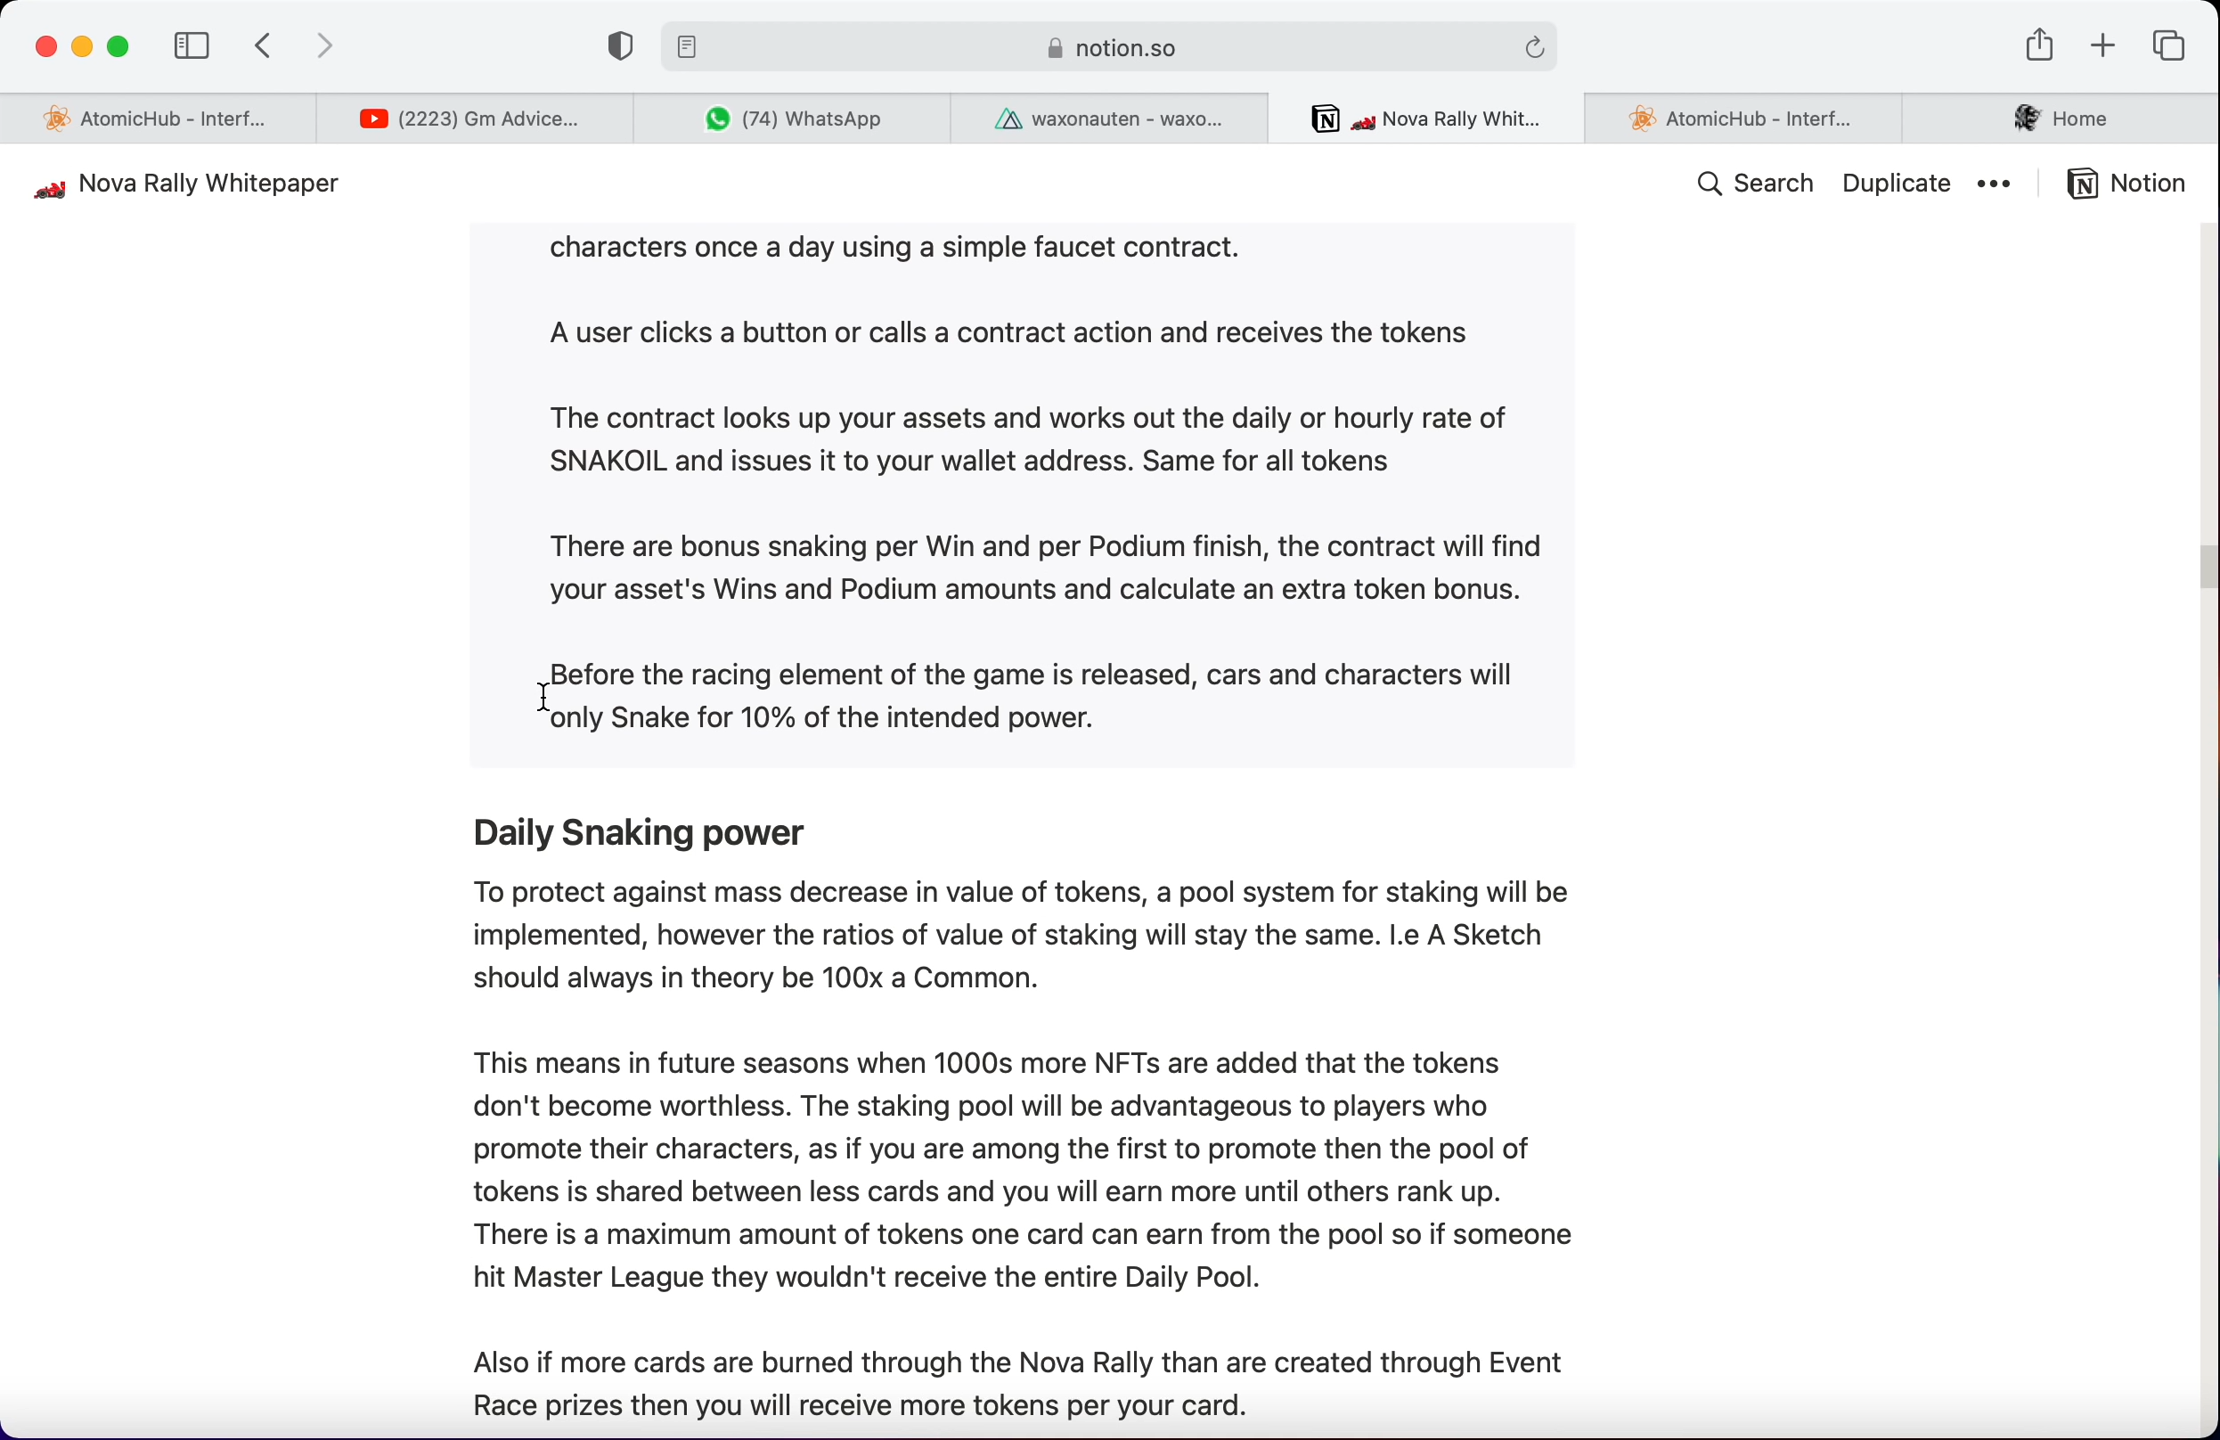 notion.so
AtomicHub - Interf...
(2223) Gm Advice...
(74) WhatsApp
waxonauten - waxo...
Nova Rally Whit...
AtomicHub - Interf...
Home
Nova Rally Whitepaper
Search
Duplicate
Notion
characters once a day using a simple faucet contract.
A user clicks a button or calls a contract action and receives the tokens
The contract looks up your assets and works out the daily or hourly rate of
SNAKOIL and issues it to your wallet address. Same for all tokens
There are bonus snaking per Win and per Podium finish, the contract will find
your asset's Wins and Podium amounts and calculate an extra token bonus.
Before the racing element of the game is released, cars and characters will
only Snake for 10% of the intended power.
Daily Snaking power
To protect against mass decrease in value of tokens, a pool system for staking will be
implemented, however the ratios of value of staking will stay the same. I.e A Sketch
should always in theory be 100x a Common.
This means in future seasons when 1000s more NFTs are added that the tokens
don't become worthless. The staking pool will be advantageous to players who
promote their characters, as if you are among the first to promote then the pool of
tokens is shared between less cards and you will earn more until others rank up.
There is a maximum amount of tokens one card can earn from the pool so if someone
hit Master League they wouldn't receive the entire Daily Pool.
Also if more cards are burned through the Nova Rally than are created through Event
Race prizes then you will receive more tokens per your card.